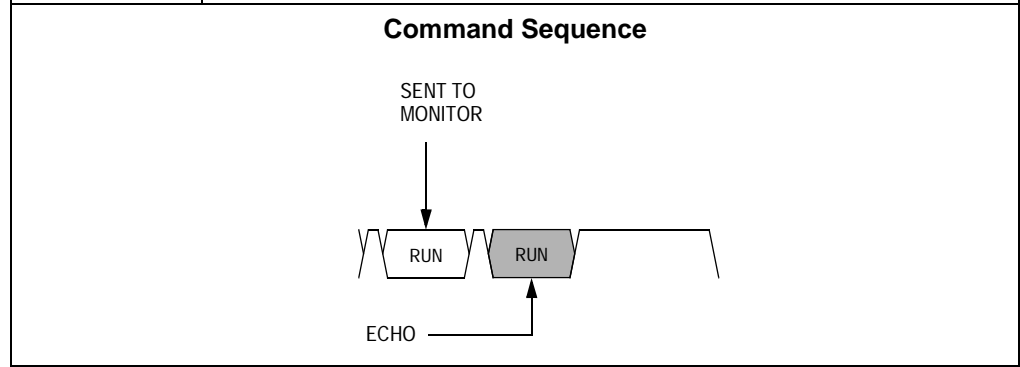 Command Sequence
SENT TO
MONITOR
RUN
RUN
ECHO